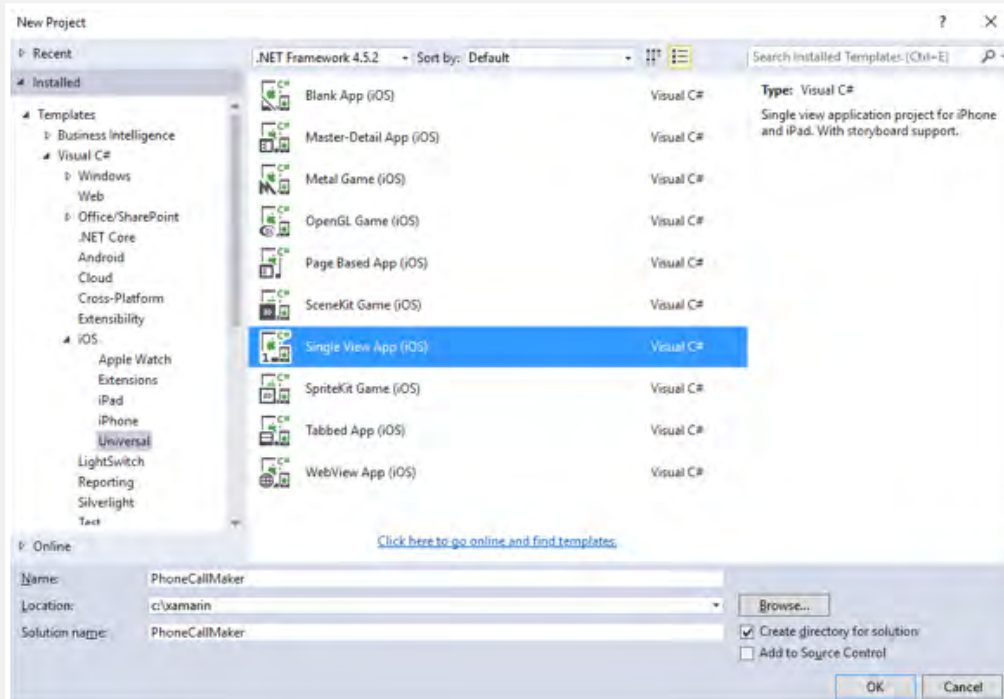 New Project
Recent
Installed
Templates
Business Intelligence
Visual C#
Windows
Web
Office/SharePoint
.NET Core
Android
Cloud
Cross-Platform
Extensibility
iOS
Apple Watch
Extensions
iPad
iPhone
Universal
LightSwitch
Reporting
Silverlight
Test
Online
.NET Framework 4.5.2 Sort by: Default
Blank App (iOS) Visual C#
Master-Detail App (iOS) Visual C#
Metal Game (iOS) Visual C#
OpenGL Game (iOS) Visual C#
Page Based App (iOS) Visual C#
SceneKit Game (iOS) Visual C#
Single View App (iOS) Visual C#
SpriteKit Game (iOS) Visual C#
Tabbed App (iOS) Visual C#
WebView App (iOS) Visual C#
Click here to go online and find templates.
Search Installed Templates (Ctrl+E)
Type: Visual C#
Single view application project for iPhone
and iPad. With storyboard support.
Name: PhoneCallMaker
Location: c:\xamarin
Solution name: PhoneCallMaker
Browse...
Create directory for solution
Add to Source Control
OK Cancel